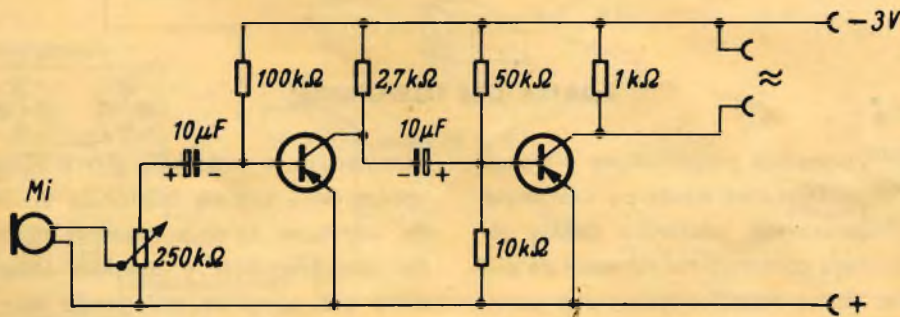 −3V
100kΩ
2,7kΩ
50kΩ
1kΩ
≈
10µF
10µF
+ -
- +
Mi
250kΩ
10kΩ
+